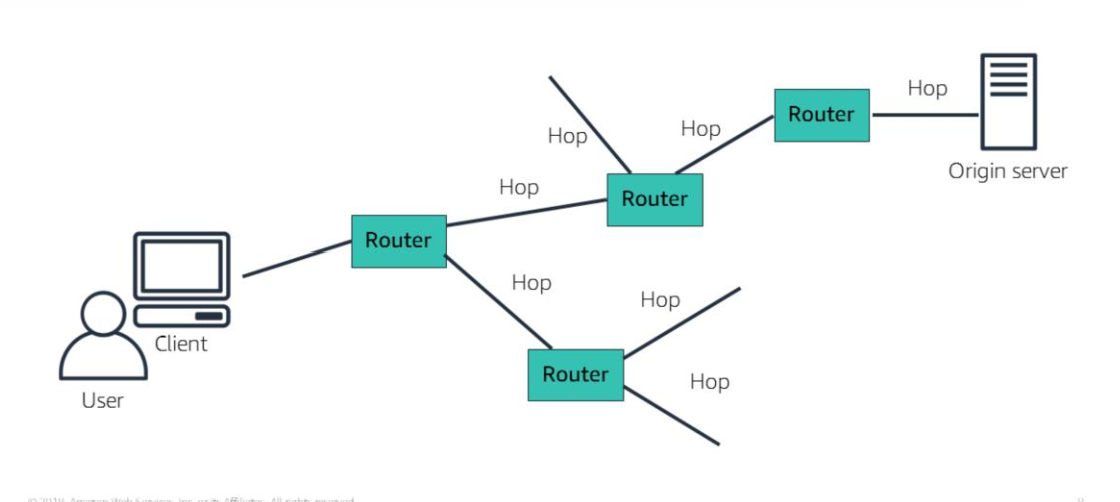 Hop
Router
Hop
Hop
Origin server
Hop
Router
Router
Hop
Hop
Client
Router
Hop
User
© 2019, Amazon Web Services, Inc. or its Affiliates. All rights reserved.